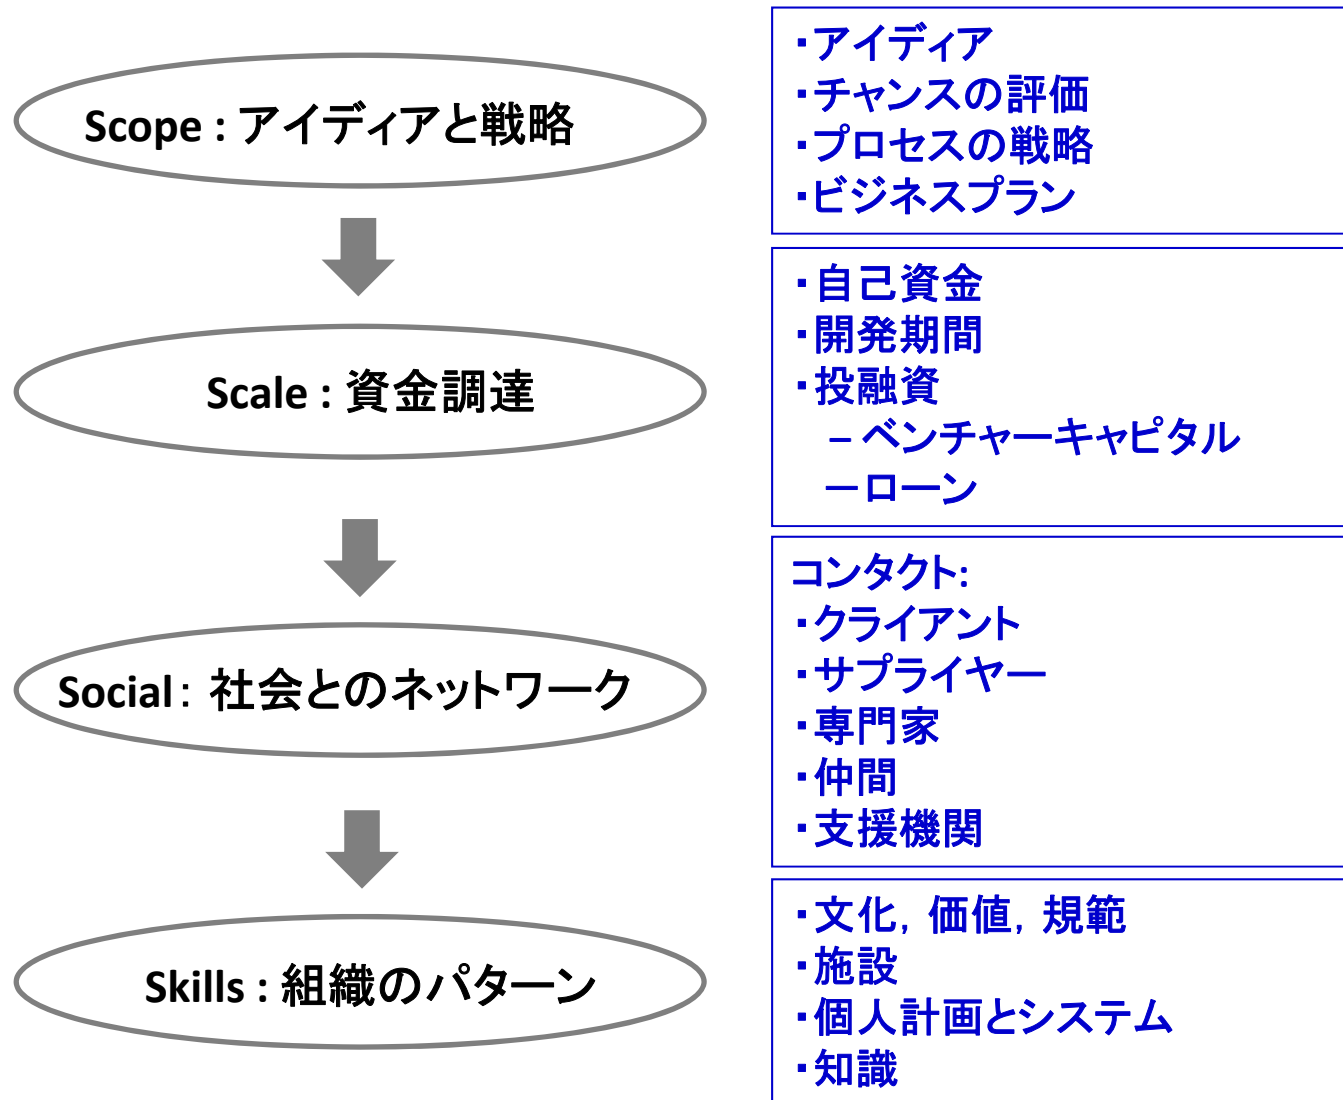 Scope : アイディアと戦略
・アイディア
・チャンスの評価
・プロセスの戦略
・ビジネスプラン
Scale : 資金調達
・自己資金
・開発期間
・投融資
– ベンチャーキャピタル
－ローン
Social： 社会とのネットワーク
コンタクト:
・クライアント
・サプライヤー
・専門家
・仲間
・支援機関
Skills : 組織のパターン
・文化，価値，規範
・施設
・個人計画とシステム
・知識